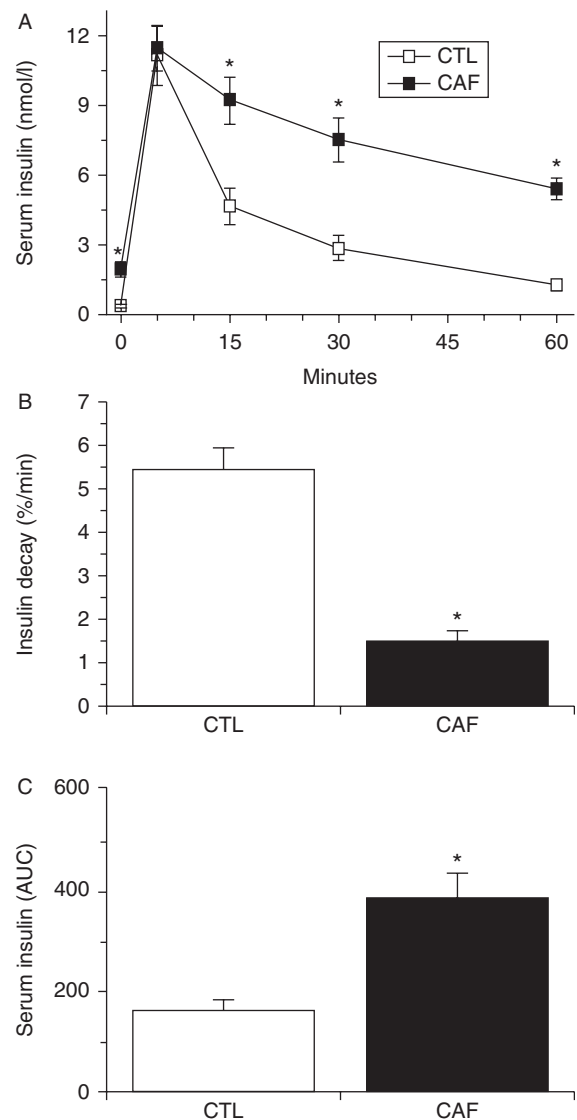 A
Serum insulin (nmol/l)
12
9
6
3
0
* * * *
CTL
CAF
0 15 30 45 60
Minutes
B
Insulin decay (%/min)
7
6
5
4
3
2
1
0
*
CTL CAF
C
Serum insulin (AUC)
600
400
200
0
*
CTL CAF